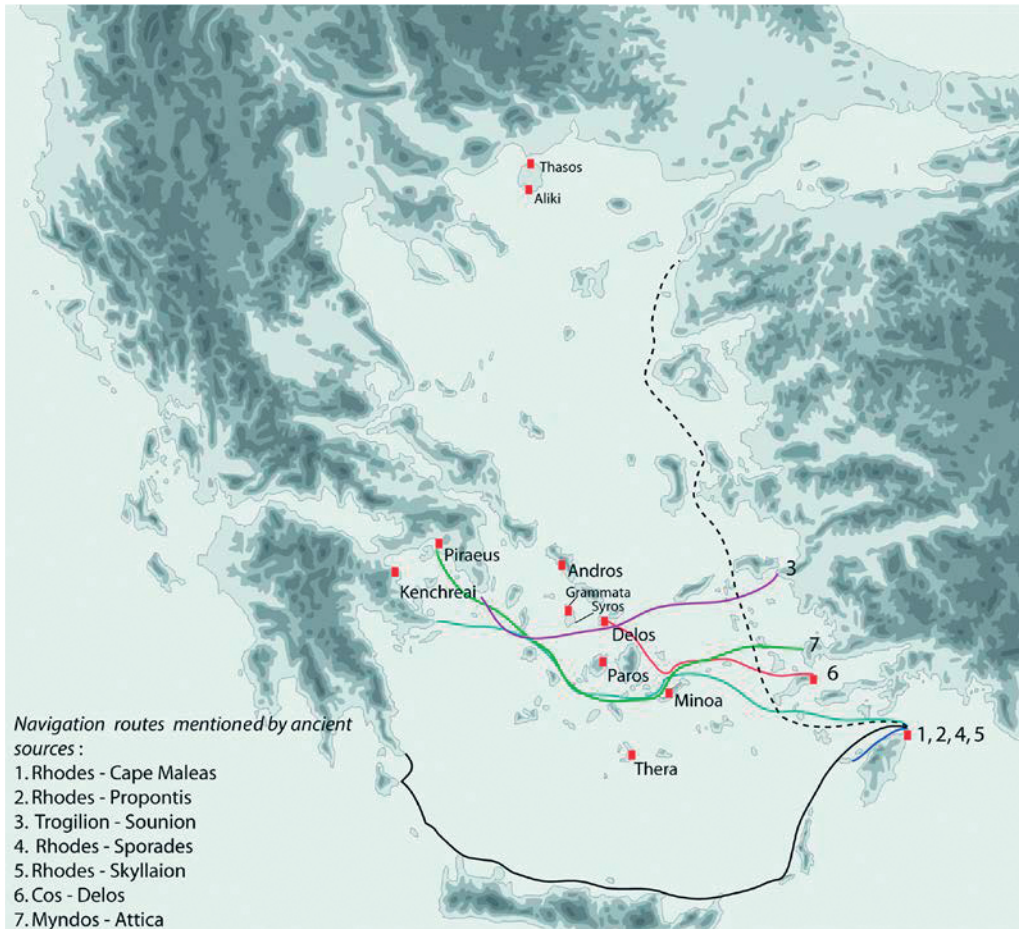 Thasos
Aliki
Piraeus
Kenchreai
Andros
Grammata
Syros
Delos
3
7
6
Paros
Minoa
1, 2, 4, 5
Thera
Navigation routes mentioned by ancient
sources :
1. Rhodes - Cape Maleas
2. Rhodes - Propontis
3. Trogilion - Sounion
4. Rhodes - Sporades
5. Rhodes - Skyllaion
6. Cos - Delos
7. Myndos - Attica